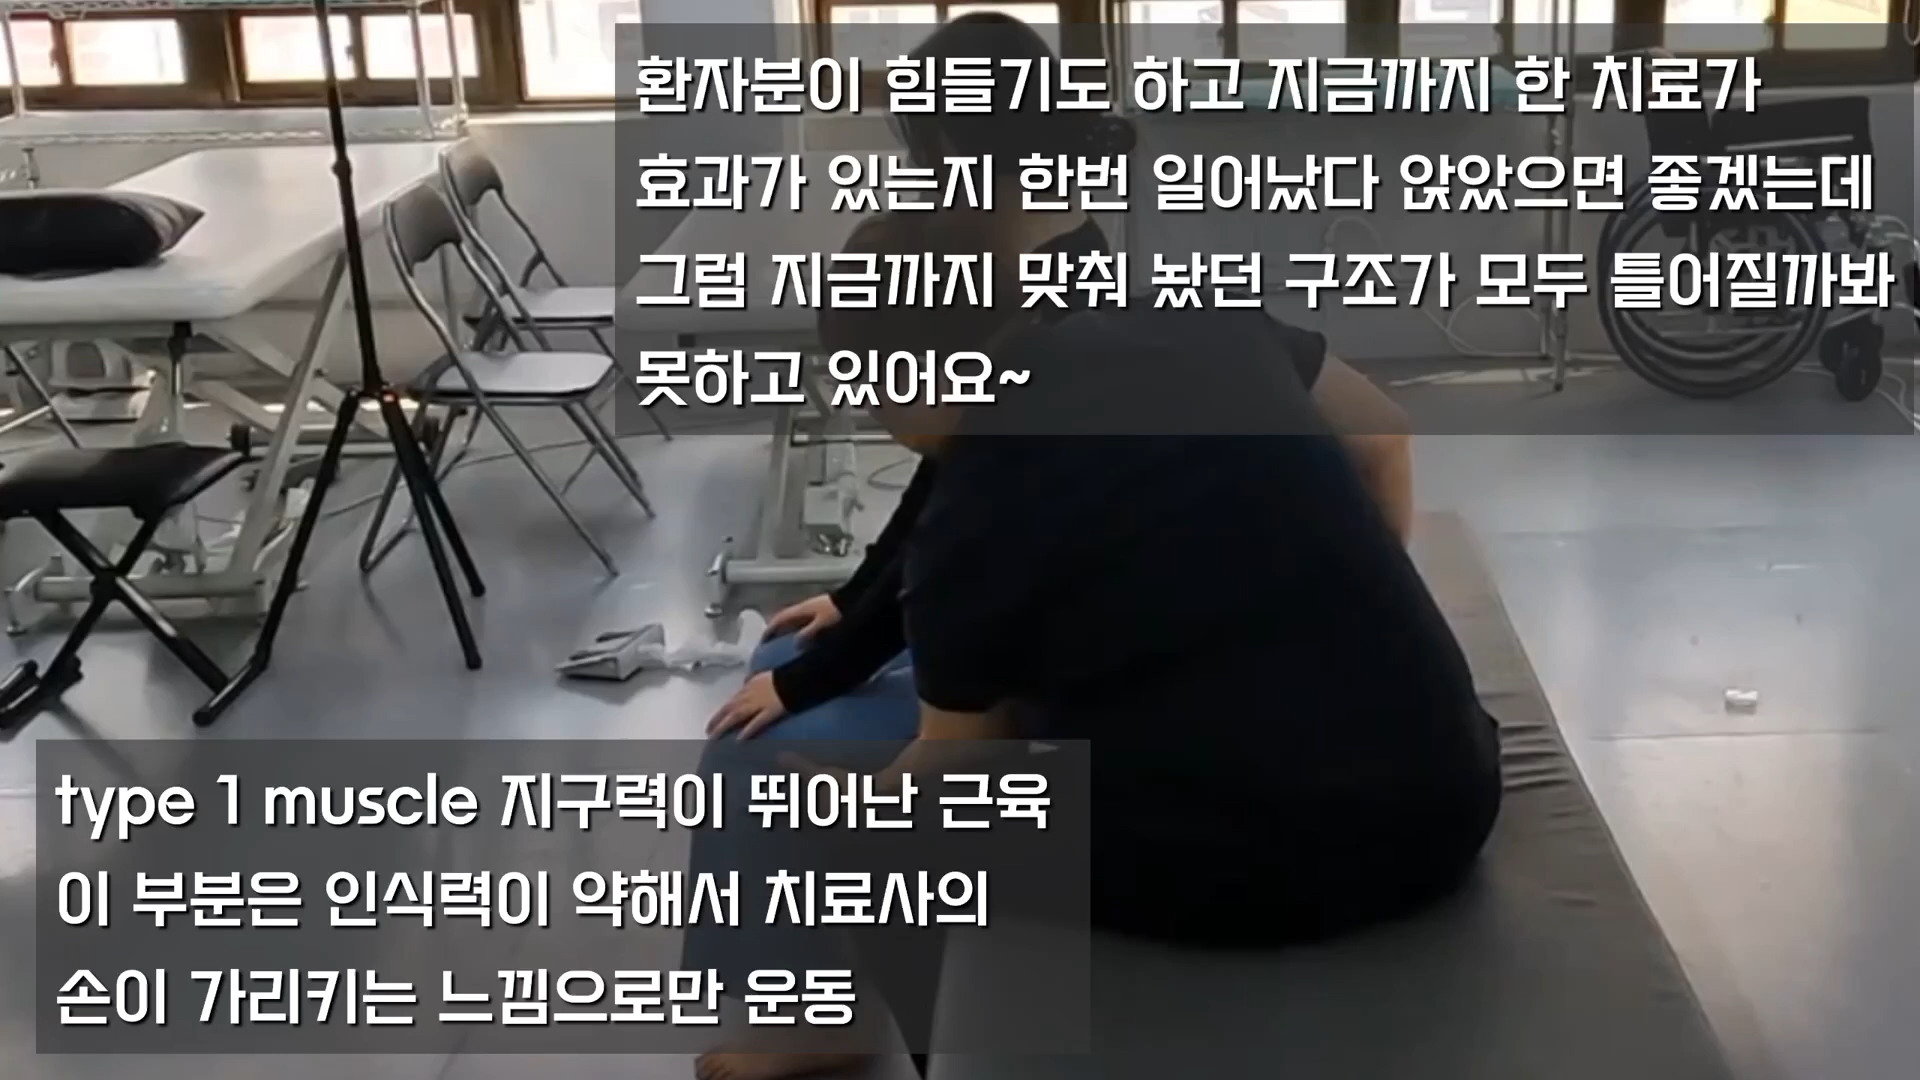 환자분이 힘들기도 하고 지금까지 한 치료가
효과가 있는지 한번 일어났다 앉았으면 좋겠는데
그럼 지금까지 맞춰 놨던 구조가 모두 틀어질까봐
못하고 있어요~
type 1 muscle 지구력이 뛰어난 근육
이 부분은 인식력이 약해서 치료사의
손이 가리키는 느낌으로만 운동